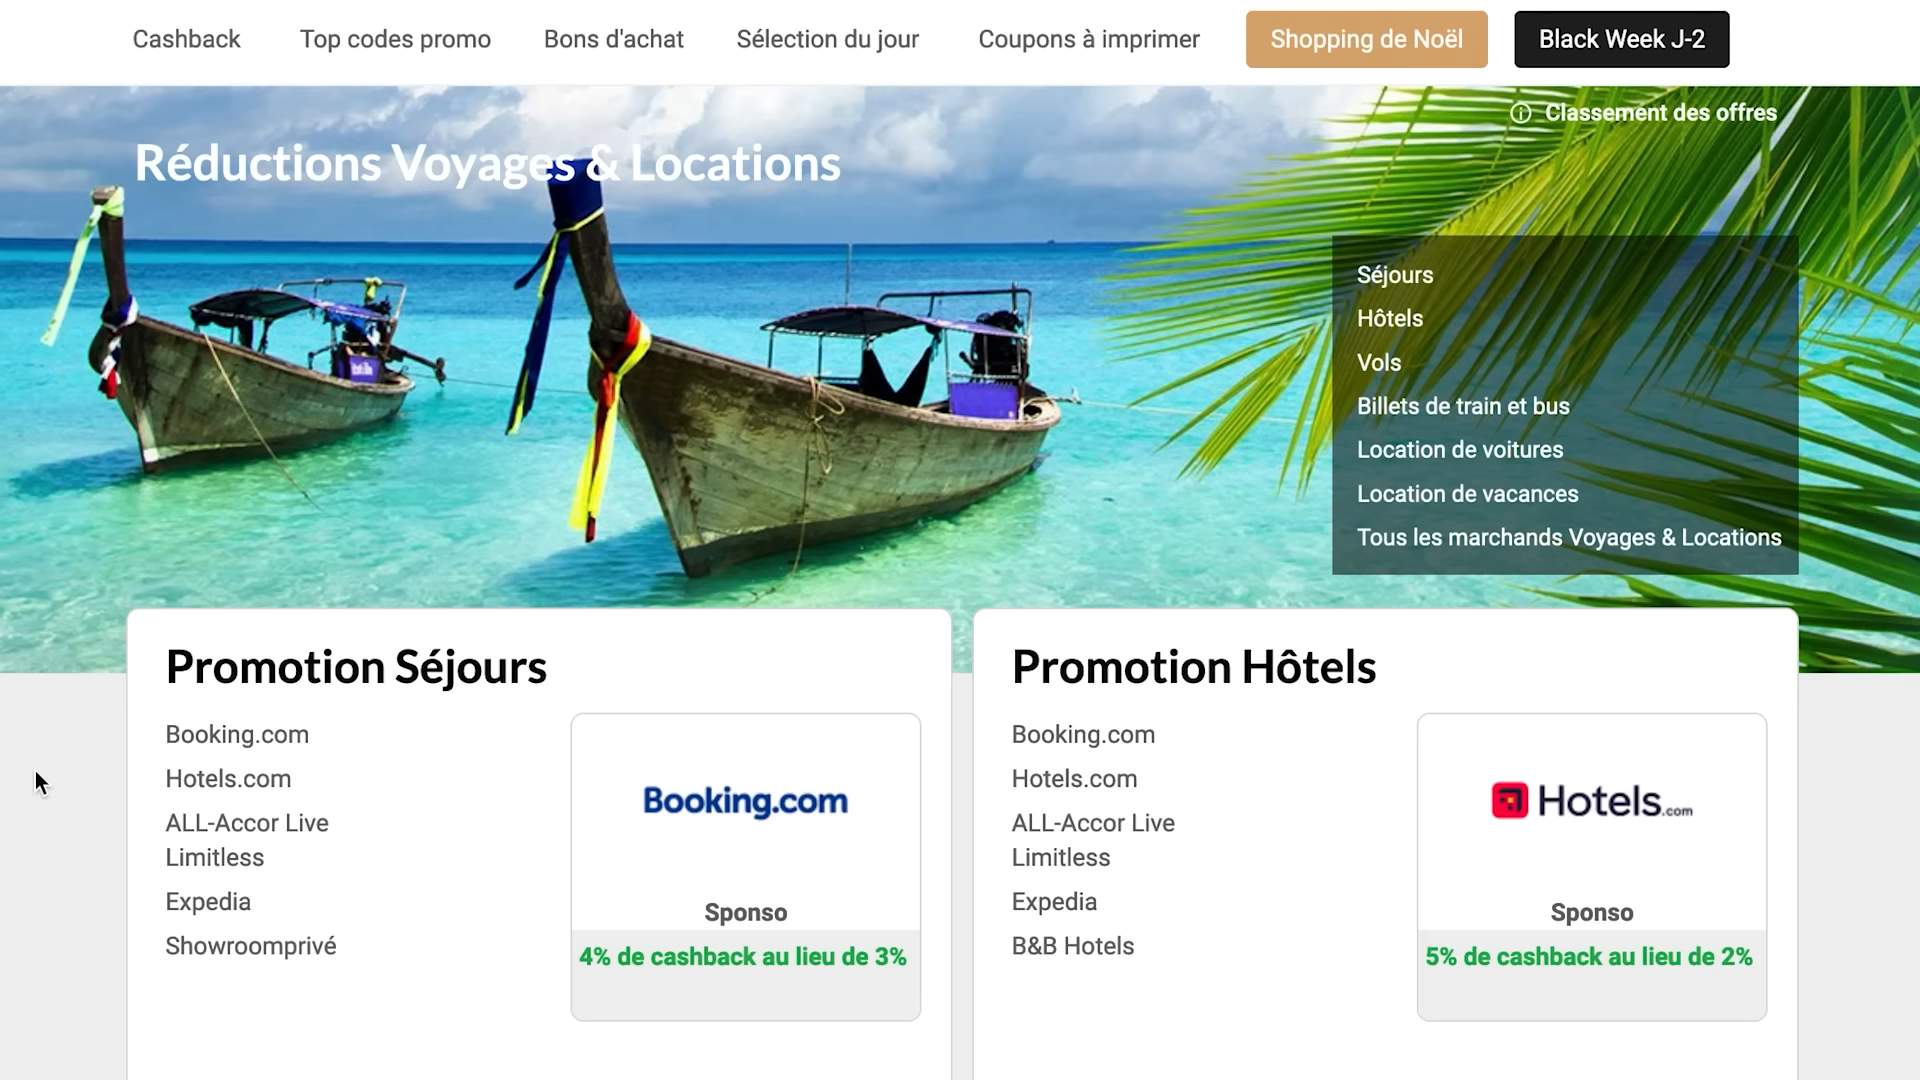 Cashback
Top codes promo
Bons d'achat
Sélection du jour
Coupons à imprimer
Shopping de Noël
Black Week J-2
Classement des offres
Réductions Voyages & Locations
Séjours
Hôtels
Vols
Billets de train et bus
Location de voitures
Location de vacances
Tous les marchands Voyages & Locations
Promotion Séjours
Booking.com
Hotels.com
ALL-Accor Live
Limitless
Expedia
Showroomprivé
Booking.com
Sponso
4% de cashback au lieu de 3%
Promotion Hôtels
Booking.com
Hotels.com
ALL-Accor Live
Limitless
Expedia
B&B Hotels
Hotels.com
Sponso
5% de cashback au lieu de 2%